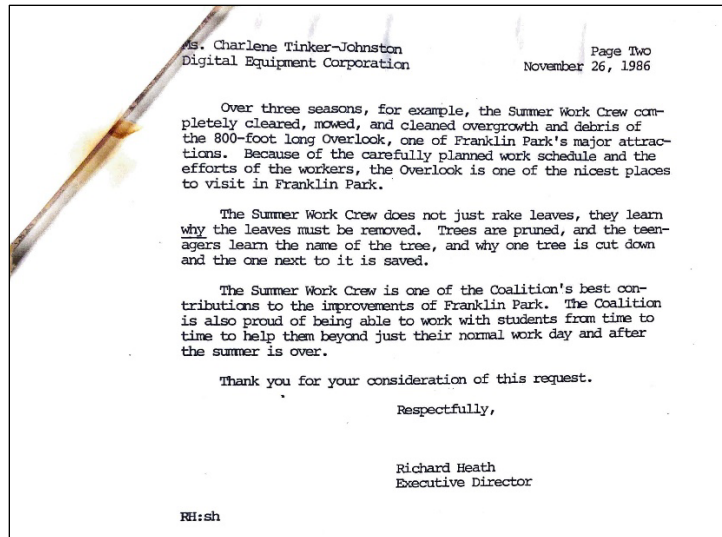 Ms. Charlene Tinker-Johnston Page Two
Digital Equipment Corporation November 26, 1986
Over three seasons, for example, the Summer Work Crew com-
pletely cleared, mowed, and cleaned overgrowth and debris of
the 800-foot long Overlook, one of Franklin Park's major attrac-
tions. Because of the carefully planned work schedule and the
efforts of the workers, the Overlook is one of the nicest places
to visit in Franklin Park.
The Summer Work Crew does not just rake leaves, they learn
why the leaves must be removed. Trees are pruned, and the teen-
agers learn the name of the tree, and why one tree is cut down
and the one next to it is saved.
The Summer Work Crew is one of the Coalition's best con-
tributions to the improvements of Franklin Park. The Coalition
is also proud of being able to work with students from time to
time to help them beyond just their normal work day and after
the summer is over.
Thank you for your consideration of this request.
Respectfully,
Richard Heath
Executive Director
RH:sh